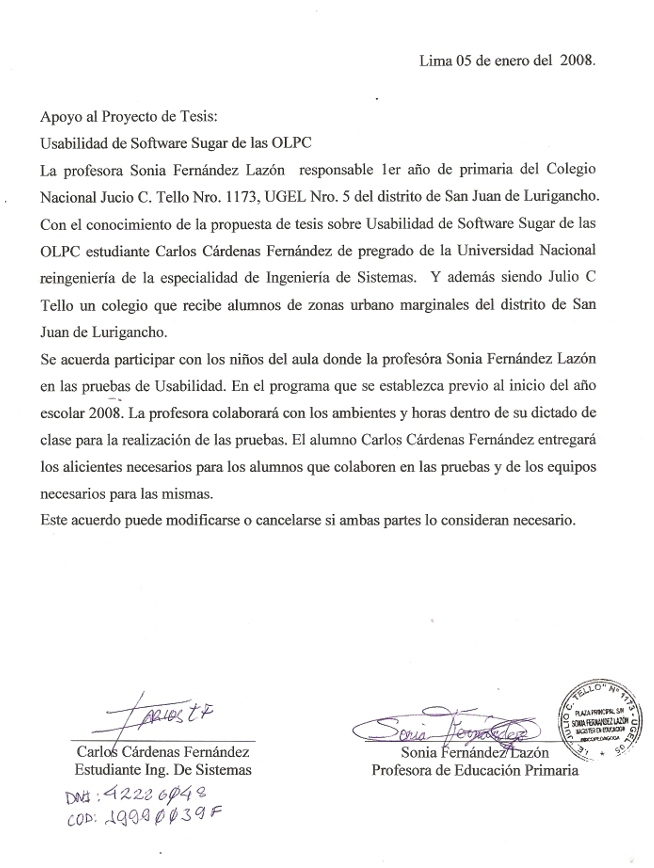 Lima 05 de enero del 2008.
Apoyo al Proyecto de Tesis:
Usabilidad de Software Sugar de las OLPC
La profesora Sonia Fernández Lazón responsable 1er año de primaria del Colegio
Nacional Jucio C. Tello Nro. 1173, UGEL Nro. 5 del distrito de San Juan de Lurigancho.
Con el conocimiento de la propuesta de tesis sobre Usabilidad de Software Sugar de las
OLPC estudiante Carlos Cárdenas Fernández de pregrado de la Universidad Nacional
reingeniería de la especialidad de Ingeniería de Sistemas. Y además siendo Julio C
Tello un colegio que recibe alumnos de zonas urbano marginales del distrito de San
Juan de Lurigancho.
Se acuerda participar con los niños del aula donde la profesóra Sonia Fernández Lazón
en las pruebas de Usabilidad. En el programa que se establezca previo al inicio del año
escolar 2008. La profesora colaborará con los ambientes y horas dentro de su dictado de
clase para la realización de las pruebas. El alumno Carlos Cárdenas Fernández entregará
los alicientes necesarios para los alumnos que colaboren en las pruebas y de los equipos
necesarios para las mismas.
Este acuerdo puede modificarse o cancelarse si ambas partes lo consideran necesario.
Carlos Cárdenas Fernández
Estudiante Ing. De Sistemas
DNI: 42226048
COD: 19990039F
Sonia Fernández
Sonia Fernández Lazón
Profesora de Educación Primaria
I.E. "JULIO C. TELLO" Nº 1173 - UGEL 05
PLAZA PRINCIPAL S/N
SONIA FERNANDEZ LAZÓN
MAGISTER EN EDUCACION
PSICOPEDAGOGA